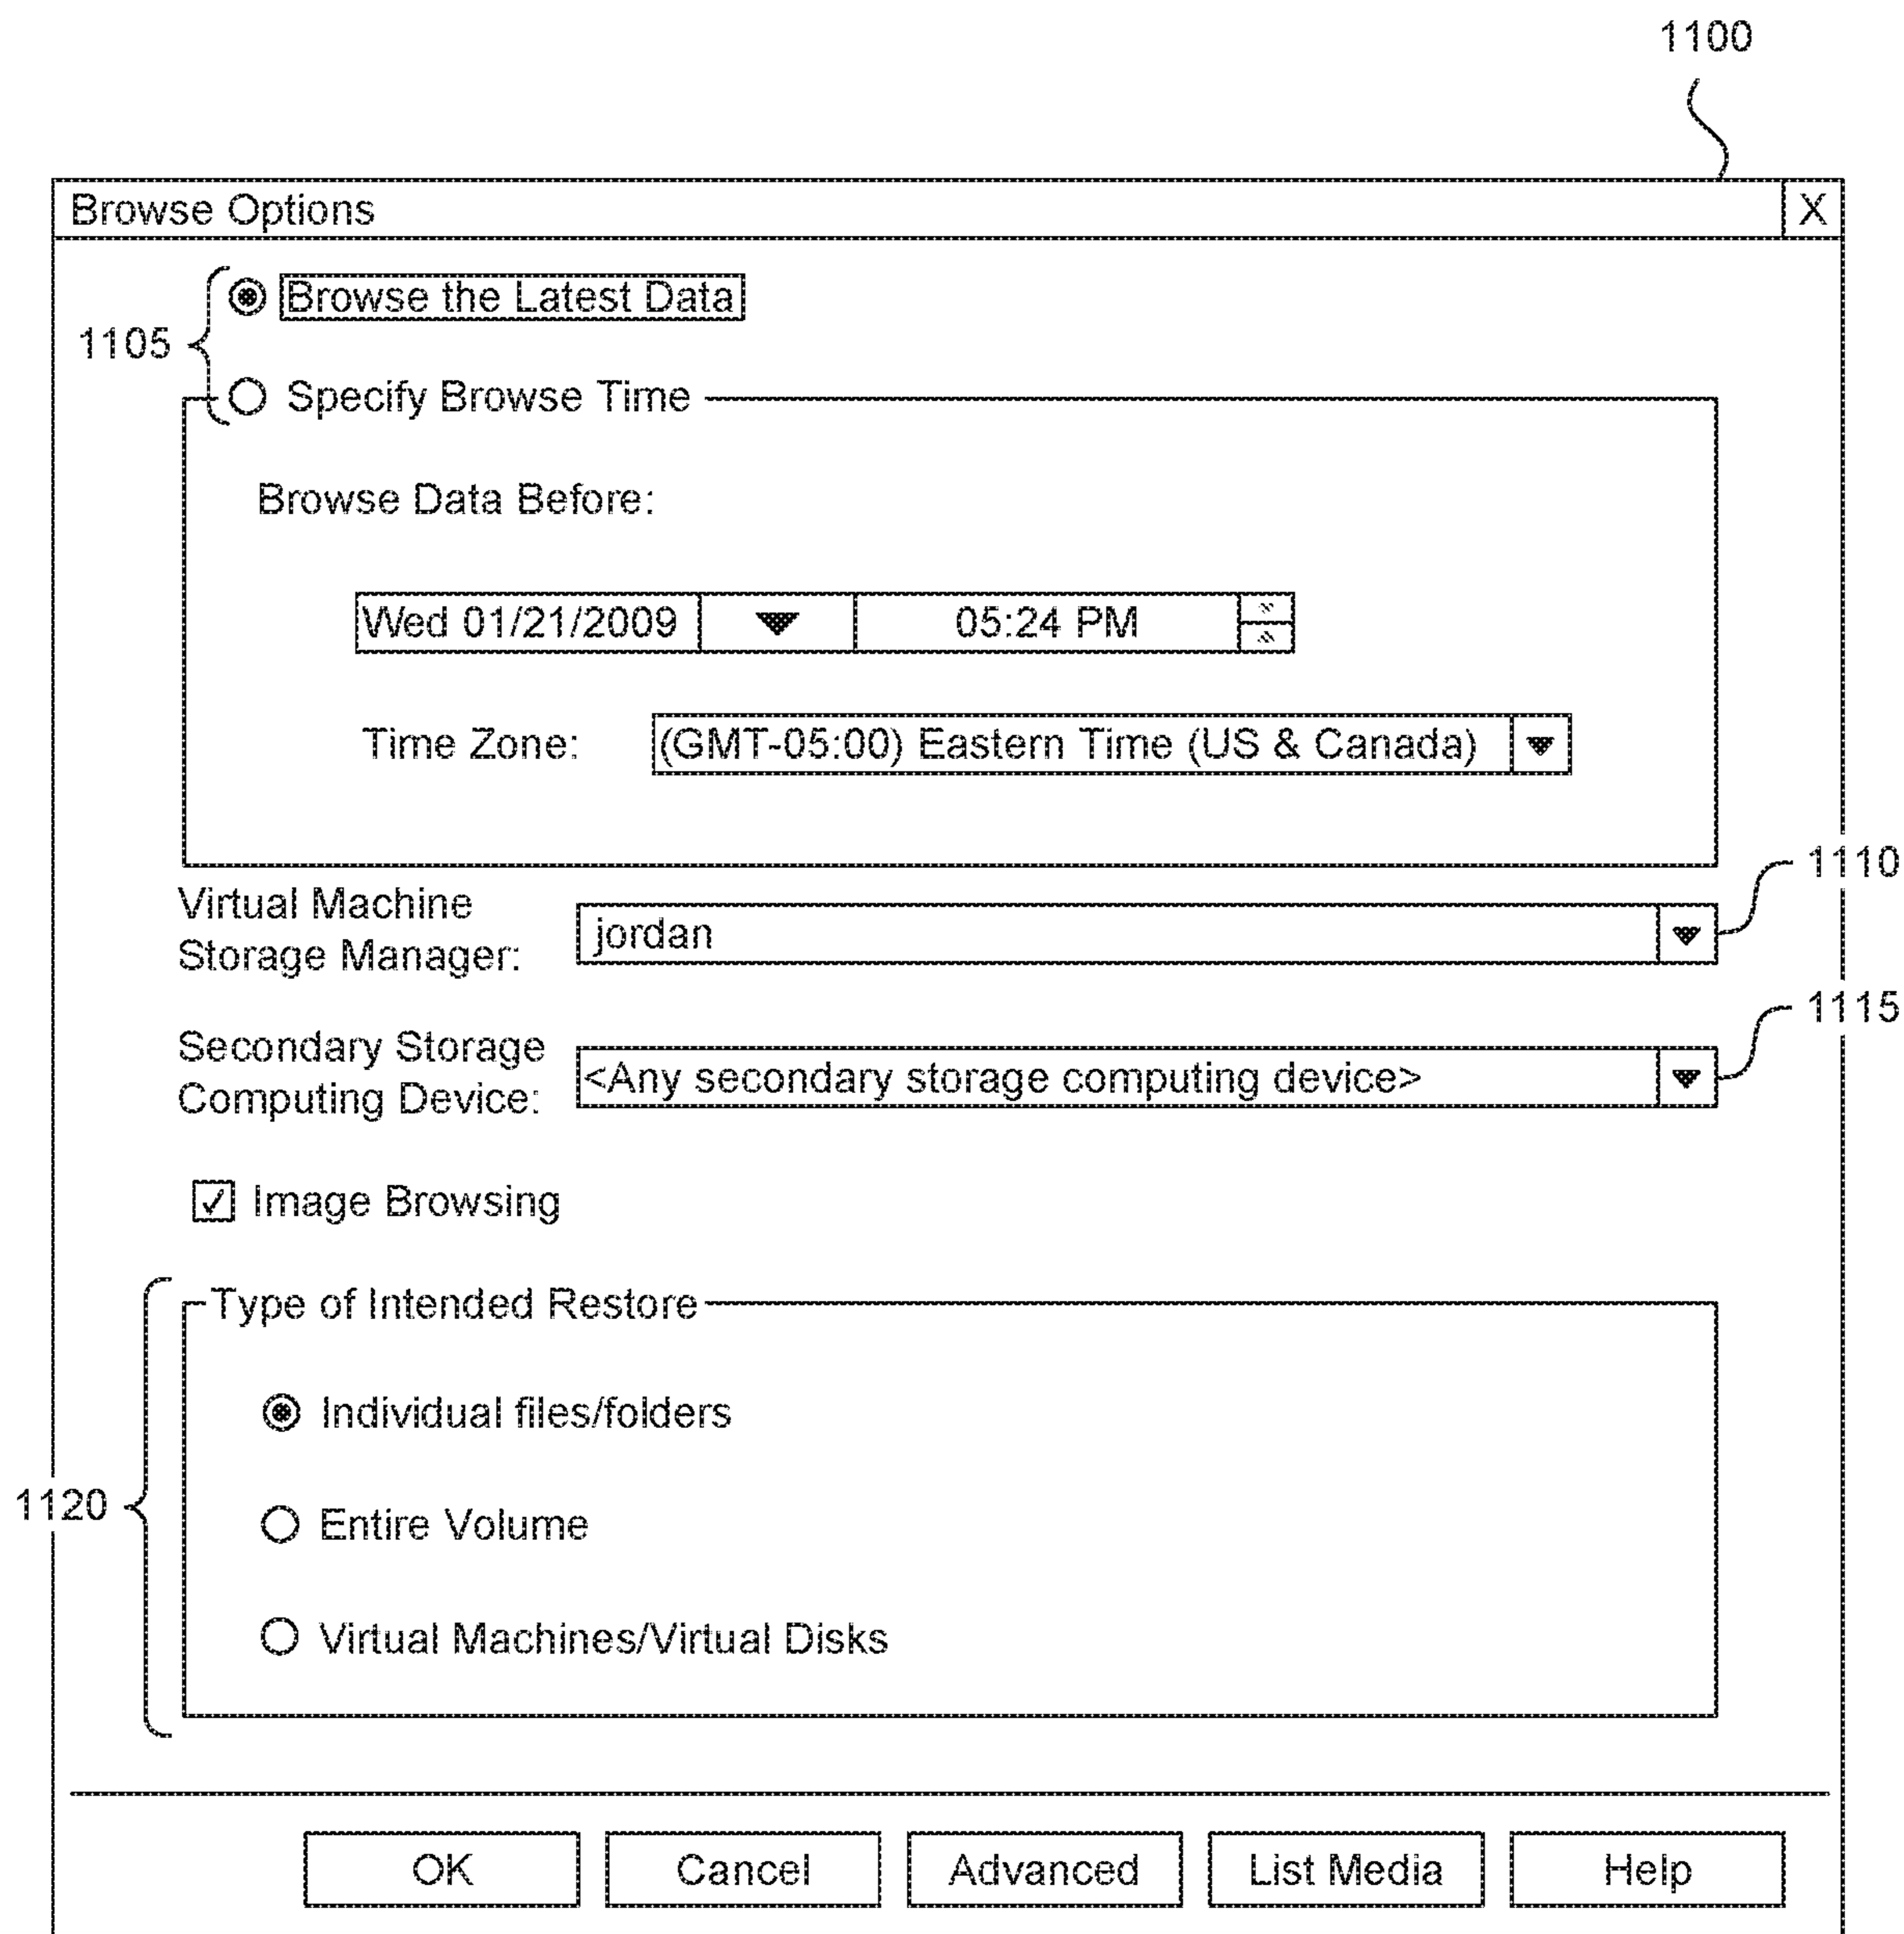 1100
Browse Options X
Browse the Latest Data
1105
Specify Browse Time
Browse Data Before:
Wed 01/21/2009 05:24 PM
Time Zone: (GMT-05:00) Eastern Time (US & Canada)
1110
Virtual Machine
Storage Manager:
jordan
1115
Secondary Storage
Computing Device:
<Any secondary storage computing device>
Image Browsing
Type of Intended Restore
Individual files/folders
1120
Entire Volume
Virtual Machines/Virtual Disks
OK Cancel Advanced List Media Help